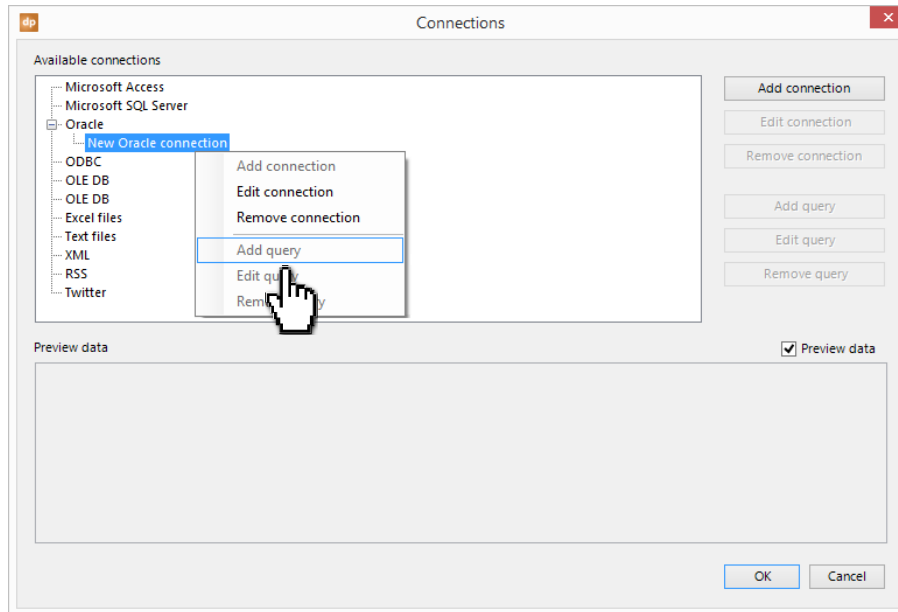 dp
Connections
Available connections
Microsoft Access
Microsoft SQL Server
Oracle
New Oracle connection
ODBC
OLE DB
OLE DB
Excel files
Text files
XML
RSS
Twitter
Add connection
Edit connection
Remove connection
Add query
Edit
Add connection
Edit connection
Remove connection
Add query
Edit query
Remove query
Preview data
Preview data
OK
Cancel